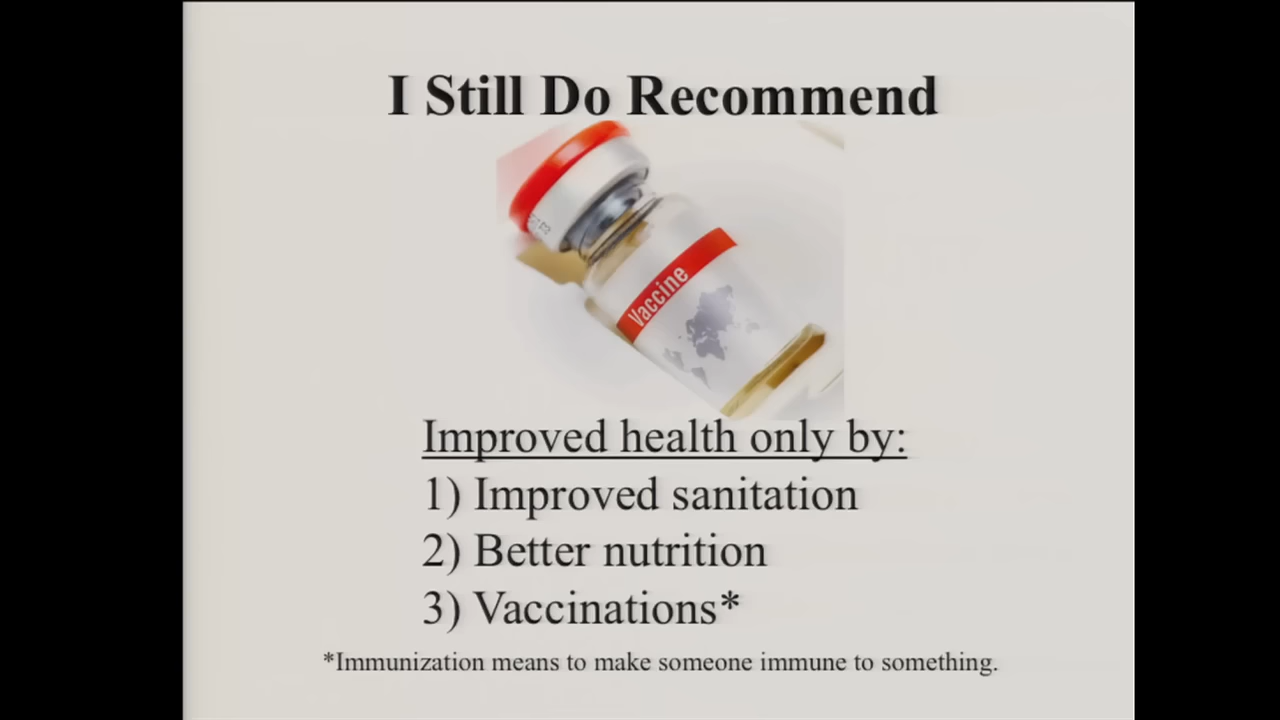 I Still Do Recommend
Vaccine
Improved health only by:
1) Improved sanitation
2) Better nutrition
3) Vaccinations*
*Immunization means to make someone immune to something.